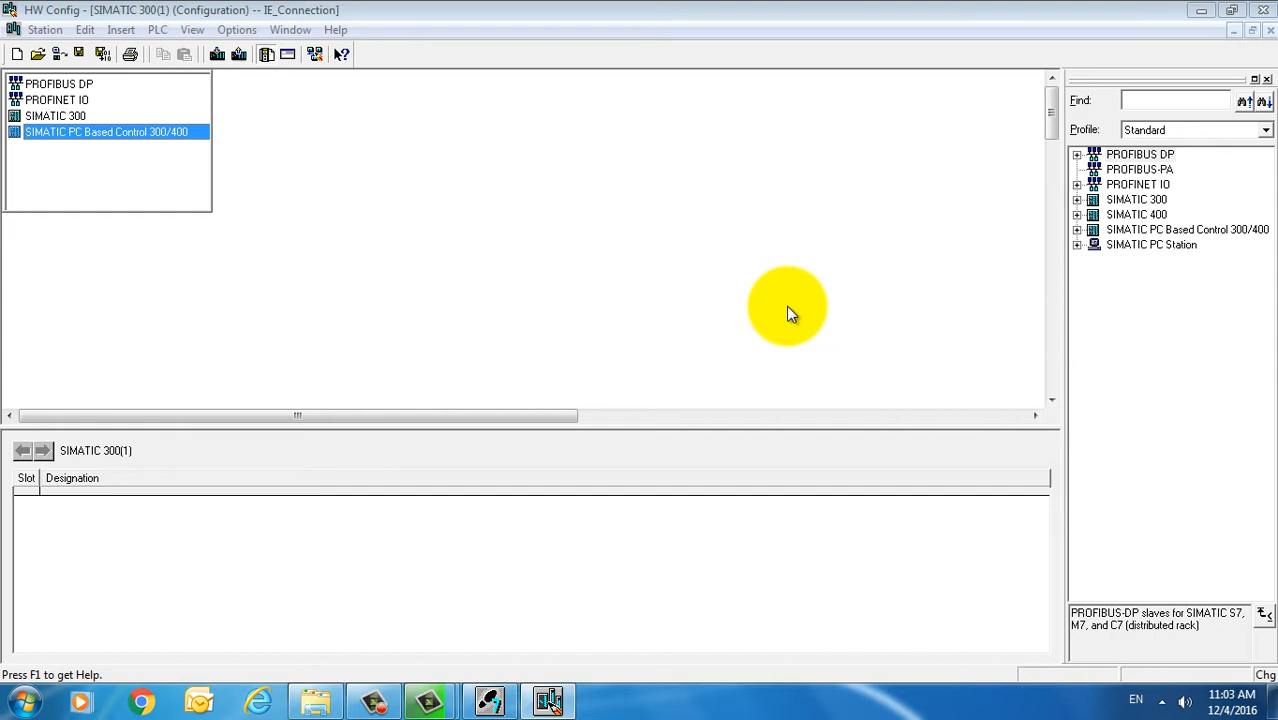 HW Config - [SIMATIC 300(1) (Configuration) -- IE_Connection]
Station Edit Insert PLC View Options Window Help
PROFIBUS DP
PROFINET IO
SIMATIC 300
SIMATIC PC Based Control 300/400
Find:
Profile: Standard
PROFIBUS DP
PROFIBUS-PA
PROFINET IO
SIMATIC 300
SIMATIC 400
SIMATIC PC Based Control 300/400
SIMATIC PC Station
SIMATIC 300(1)
Slot Designation
PROFIBUS-DP slaves for SIMATIC S7,
M7, and C7 (distributed rack)
Press F1 to get Help.
Chg
EN
11:03 AM
12/4/2016